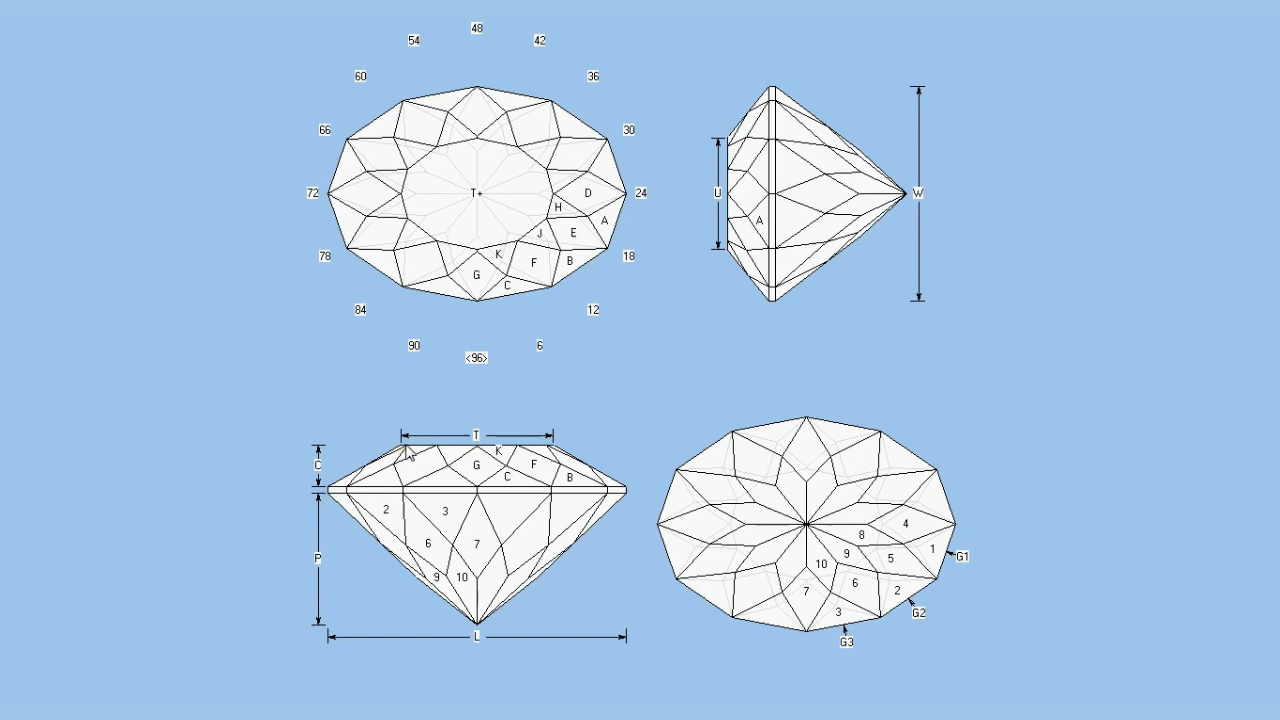 48
54 42
60 36
66 30
72 T+ D 24
H A
J E
78 K F B 18
G C
84 12
90 6
<96>
U A W
T
C K G F B
C
2 3
P 6 7
9 10
L
4
8 1
9 5 G1
10 6
7 2 G2
3
G3